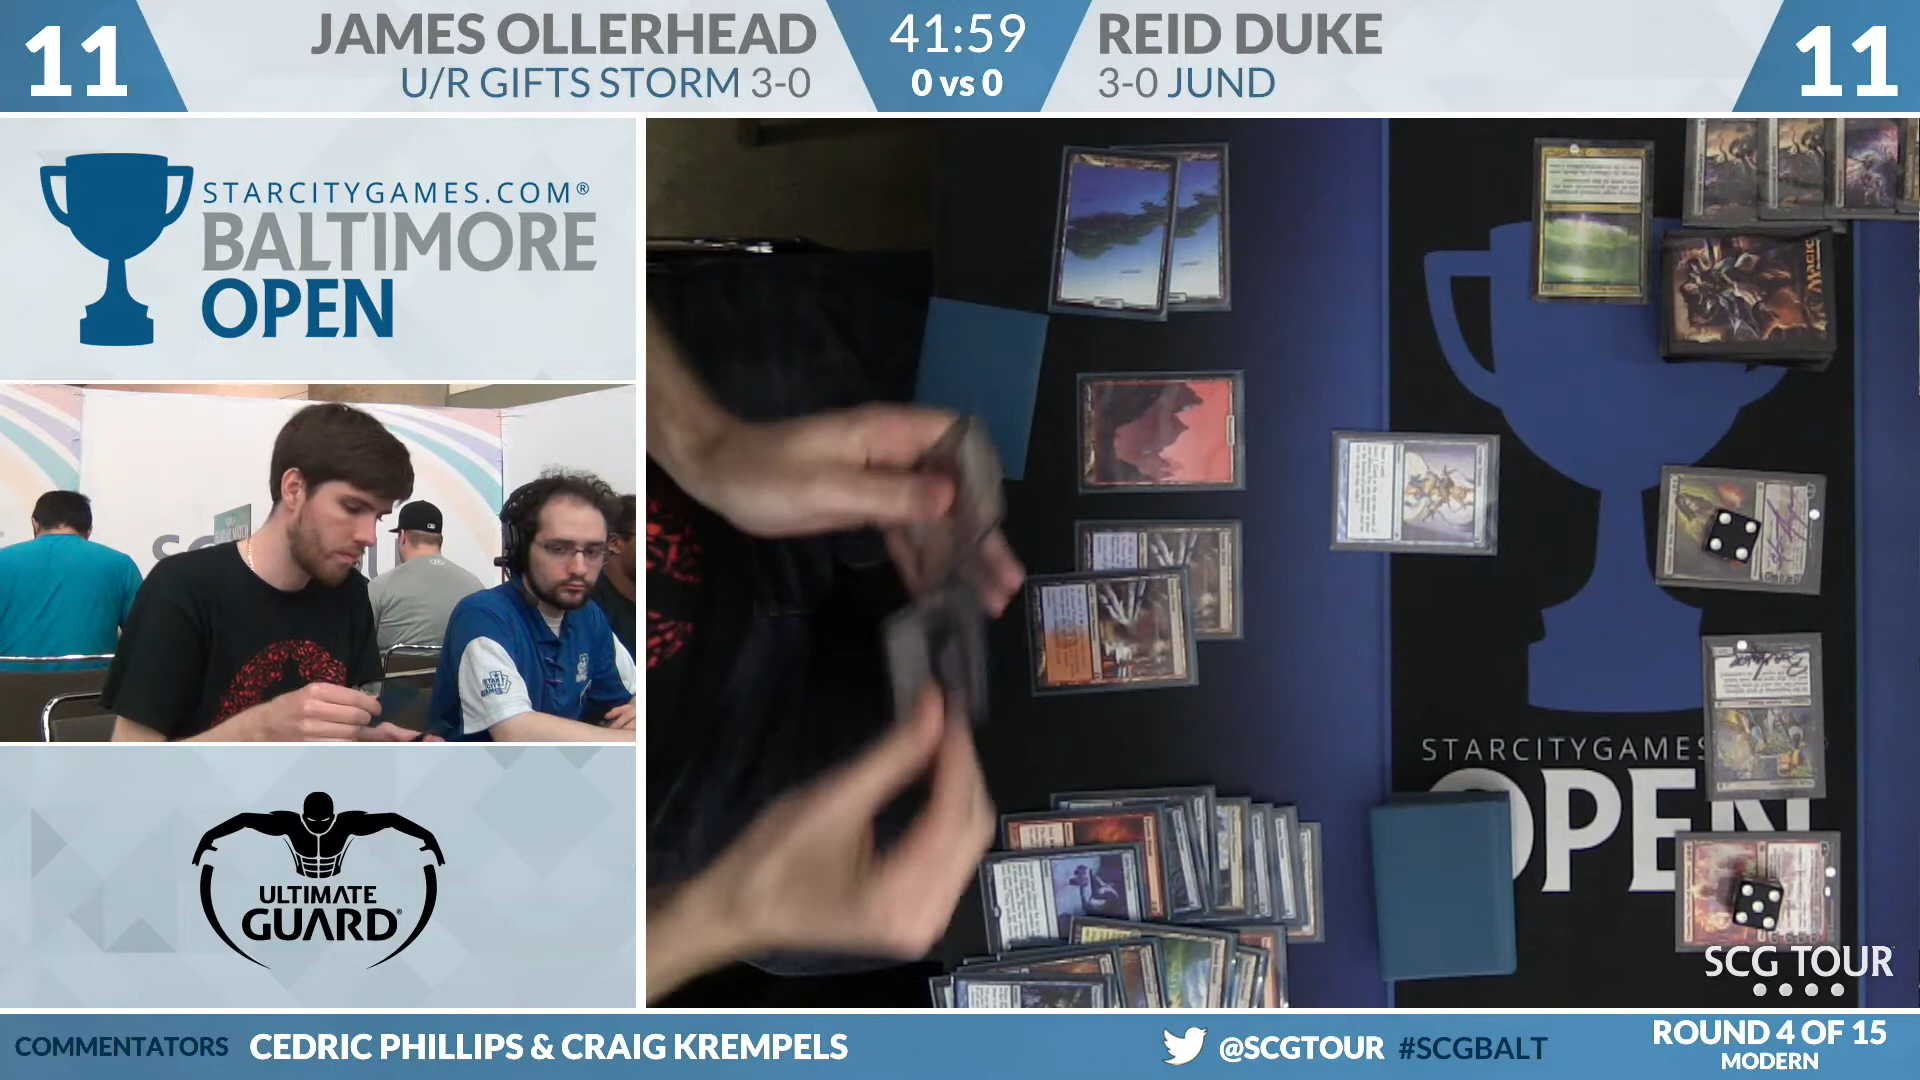 11
JAMES OLLERHEAD
U/R GIFTS STORM 3-0
41:59
0 vs 0
REID DUKE
3-0 JUND
11
STARCITYGAMES.COM®
BALTIMORE
OPEN
ULTIMATE
GUARD®
MAGIC
STARCITYGAMES
OPEN
SCG TOUR
COMMENTATORS CEDRIC PHILLIPS & CRAIG KREMPELS
@SCGTOUR #SCGBALT
ROUND 4 OF 15
MODERN